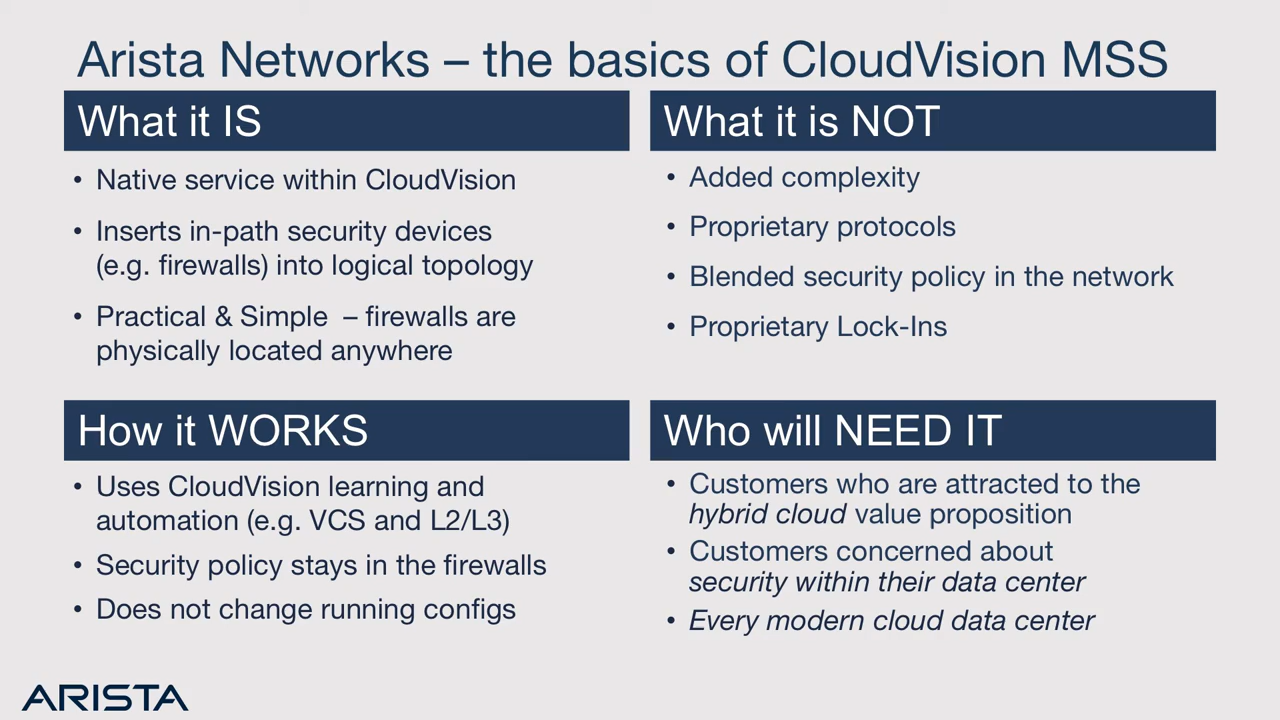 Arista Networks – the basics of CloudVision MSS
What it IS
• Native service within CloudVision
• Inserts in-path security devices
(e.g. firewalls) into logical topology
• Practical & Simple – firewalls are
physically located anywhere
What it is NOT
• Added complexity
• Proprietary protocols
• Blended security policy in the network
• Proprietary Lock-Ins
How it WORKS
• Uses CloudVision learning and
automation (e.g. VCS and L2/L3)
• Security policy stays in the firewalls
• Does not change running configs
Who will NEED IT
• Customers who are attracted to the
hybrid cloud value proposition
• Customers concerned about
security within their data center
• Every modern cloud data center
ARISTA